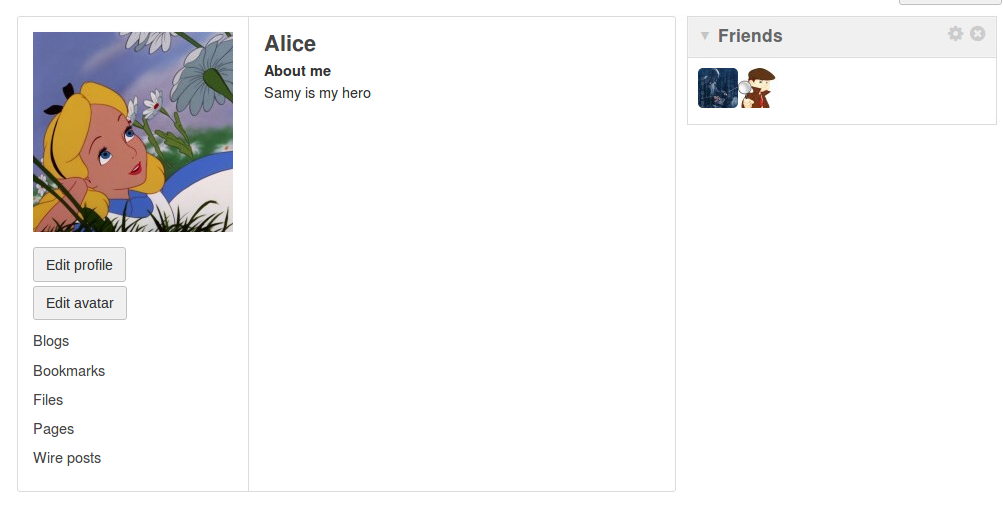 Alice
About me
Samy is my hero
Edit profile
Edit avatar
Blogs
Bookmarks
Files
Pages
Wire posts
Friends